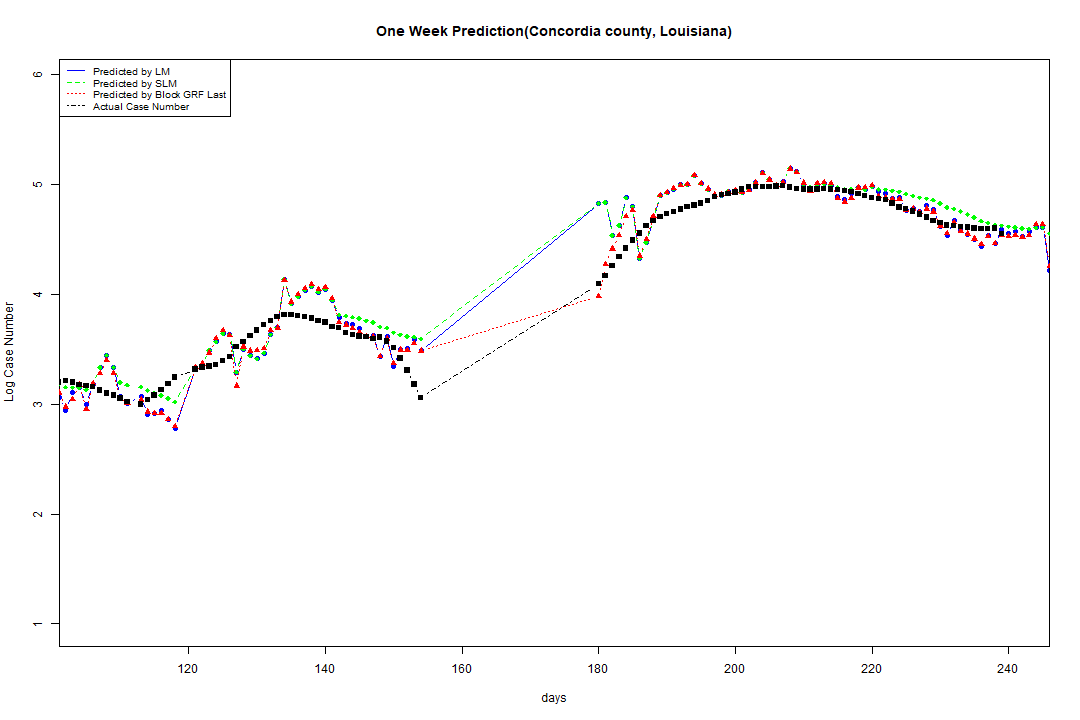 One Week Prediction(Concordia county, Louisiana)
Predicted by LM
Predicted by SLM
Predicted by Block GRF Last
Actual Case Number
Log Case Number
6
5
4
3
2
1
120 140 160 180 200 220 240
days